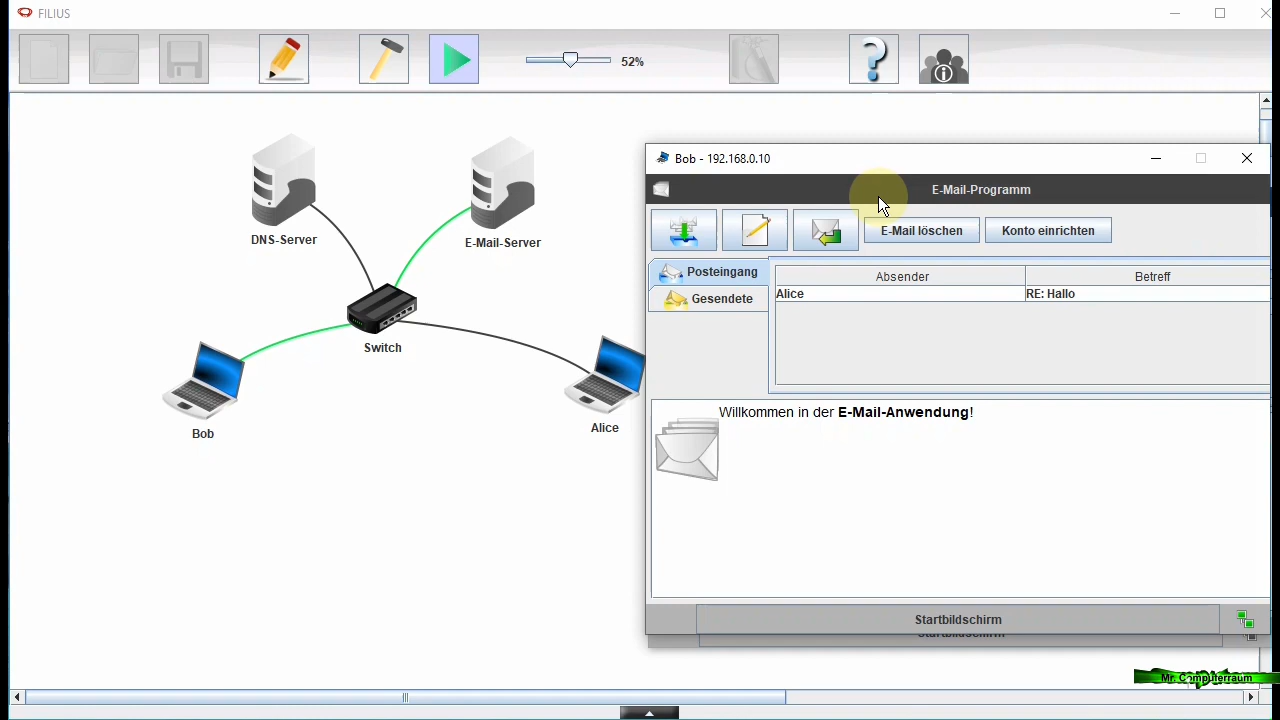 FILIUS
52%
DNS-Server
E-Mail-Server
Switch
Bob
Alice
Bob - 192.168.0.10
E-Mail-Programm
E-Mail löschen
Konto einrichten
Posteingang
Gesendete
Absender
Betreff
Alice
RE: Hallo
Willkommen in der E-Mail-Anwendung!
Startbildschirm
Startbildschirm
Mr. Computerraum